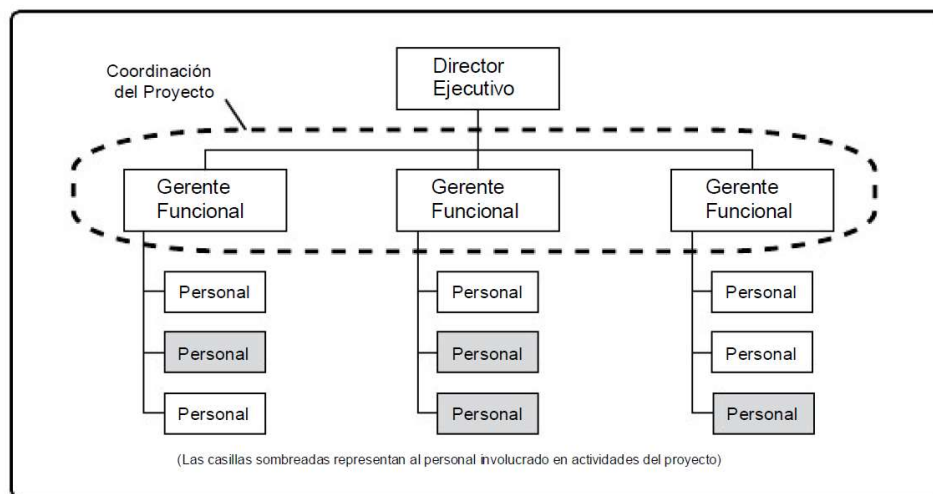 Director
Ejecutivo
Coordinación
del Proyecto
Gerente
Funcional
Gerente
Funcional
Gerente
Funcional
Personal
Personal
Personal
Personal
Personal
Personal
Personal
Personal
Personal
(Las casillas sombreadas representan al personal involucrado en actividades del proyecto)